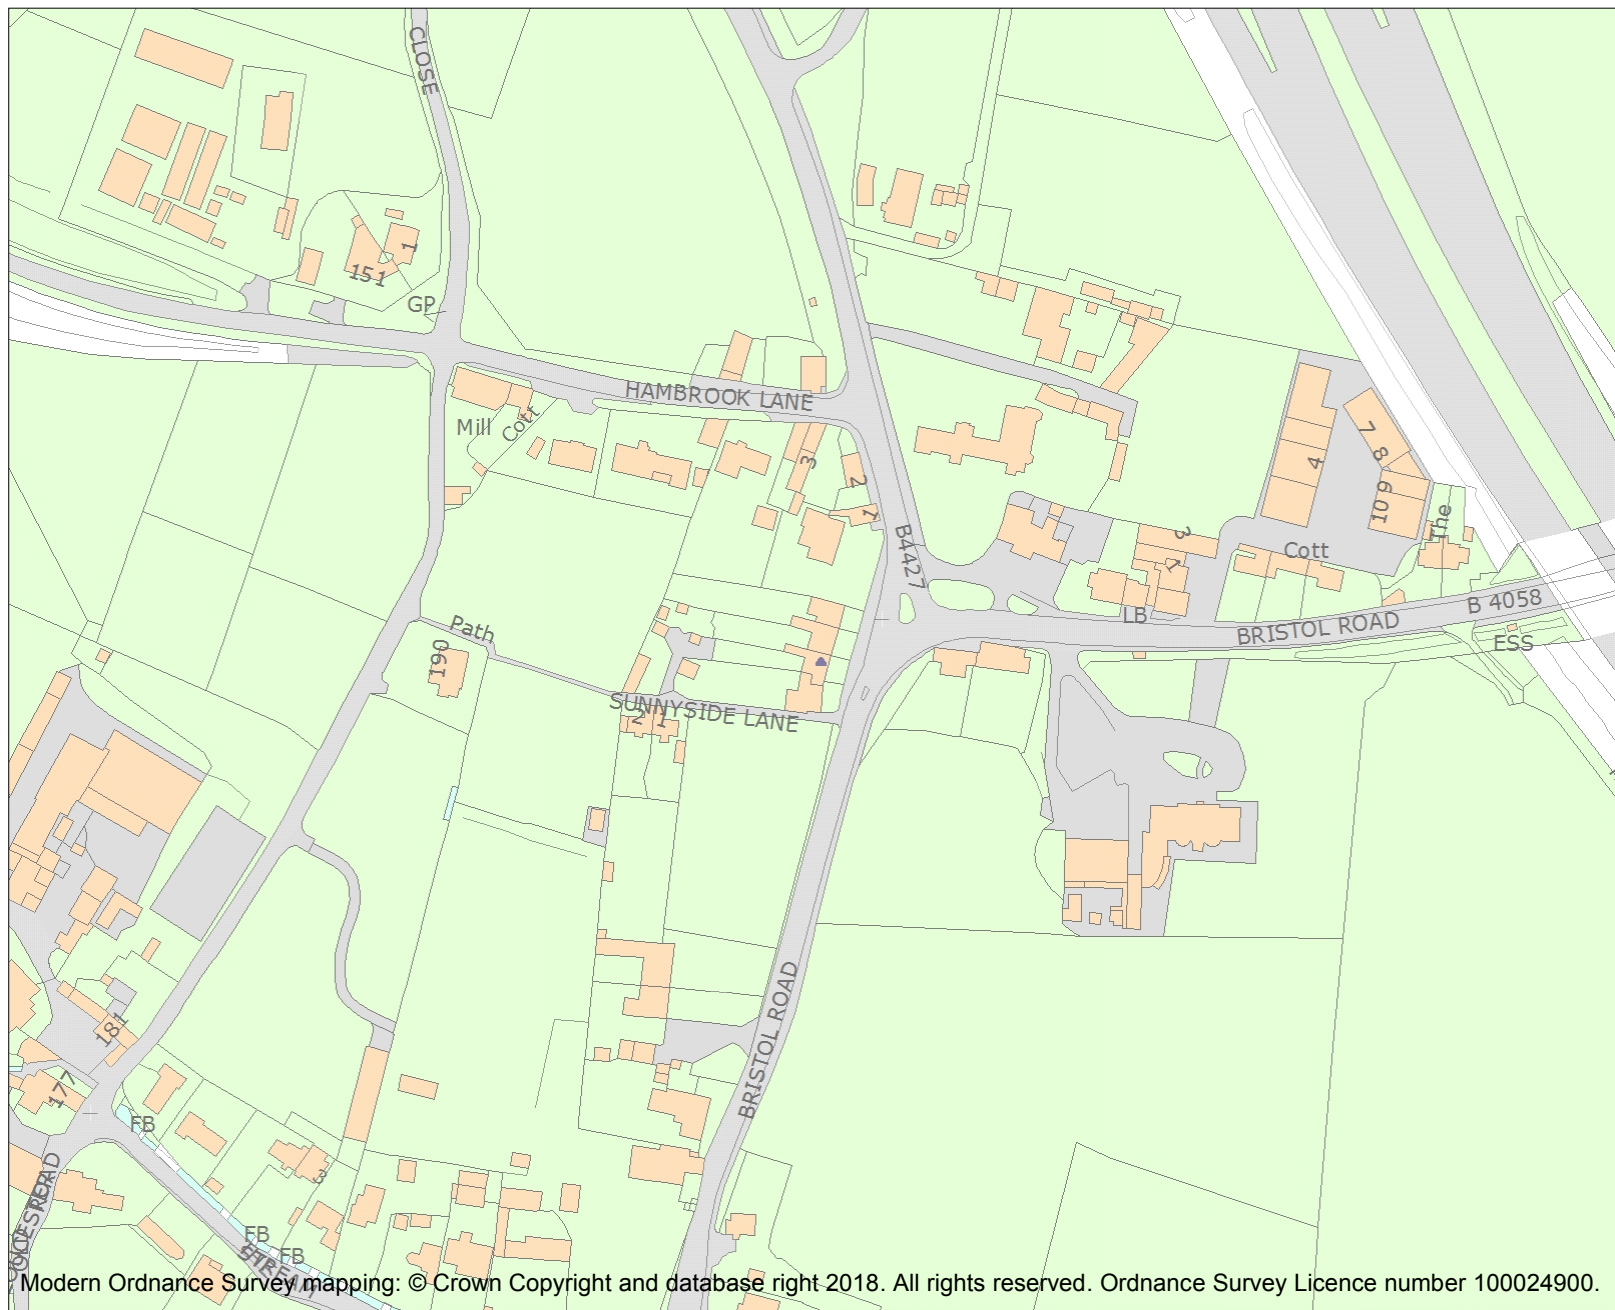 CLOSE
1
151
GP
HAMBROOK LANE
Mill
Cott
3
2
1
B4427
7
8
4
9
10
The
Cott
3
1
LB
B 4058
BRISTOL ROAD
ESS
Path
190
SUNNYSIDE LANE
2
1
BRISTOL ROAD
181
177
FB
3
ROAD
FB
FB
STREAM
Modern Ordnance Survey mapping: © Crown Copyright and database right 2018. All rights reserved. Ordnance Survey Licence number 100024900.